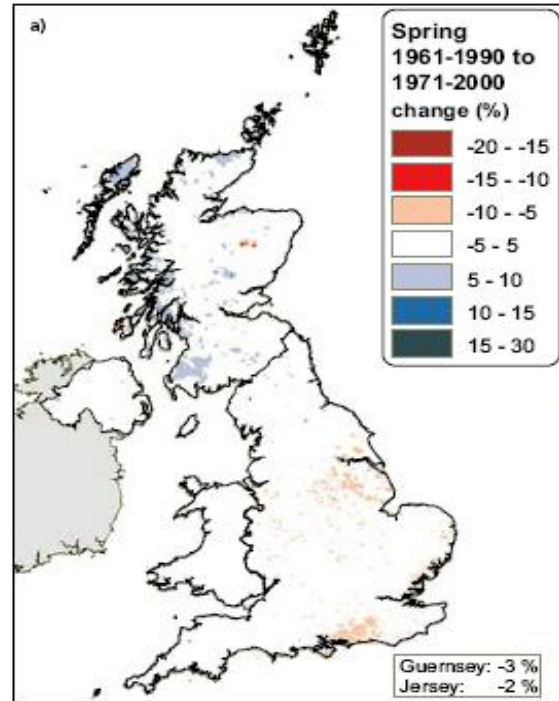 a)
Spring
1961-1990 to
1971-2000
change (%)
-20 - -15
-15 - -10
-10 - -5
-5 - 5
5 - 10
10 - 15
15 - 30
Guernsey: -3 %
Jersey: -2 %